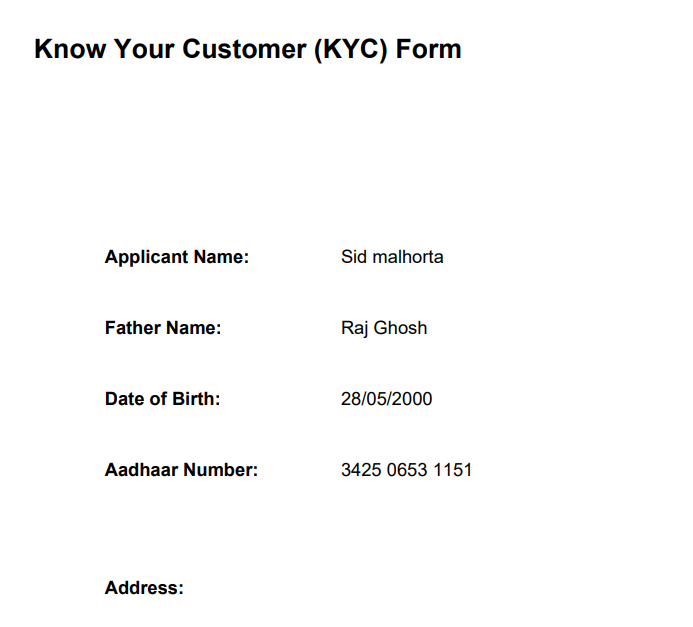 Know Your Customer (KYC) Form
Applicant Name: Sid malhorta
Father Name: Raj Ghosh
Date of Birth: 28/05/2000
Aadhaar Number: 3425 0653 1151
Address: